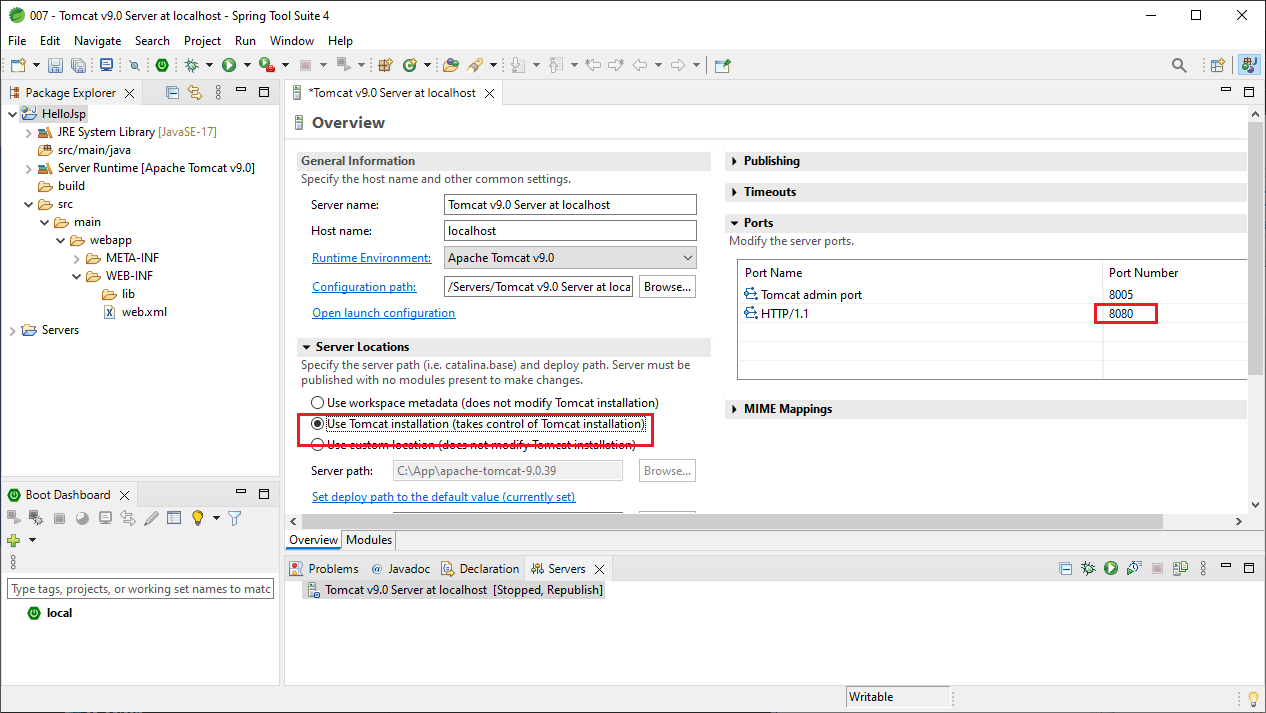 007 - Tomcat v9.0 Server at localhost - Spring Tool Suite 4
File Edit Navigate Search Project Run Window Help
Package Explorer
HelloJsp
JRE System Library [JavaSE-17]
src/main/java
Server Runtime [Apache Tomcat v9.0]
build
src
main
webapp
META-INF
WEB-INF
lib
web.xml
Servers
Boot Dashboard
Type tags, projects, or working set names to matc
local
*Tomcat v9.0 Server at localhost
Overview
General Information
Specify the host name and other common settings.
Server name: Tomcat v9.0 Server at localhost
Host name: localhost
Runtime Environment: Apache Tomcat v9.0
Configuration path: /Servers/Tomcat v9.0 Server at loca Browse...
Open launch configuration
Server Locations
Specify the server path (i.e. catalina.base) and deploy path. Server must be
published with no modules present to make changes.
Use workspace metadata (does not modify Tomcat installation)
Use Tomcat installation (takes control of Tomcat installation)
Use custom location (does not modify Tomcat installation)
Server path: C:\App\apache-tomcat-9.0.39 Browse...
Set deploy path to the default value (currently set)
Publishing
Timeouts
Ports
Modify the server ports.
Port Name Port Number
Tomcat admin port 8005
HTTP/1.1 8080
MIME Mappings
Overview Modules
Problems @ Javadoc Declaration Servers
Tomcat v9.0 Server at localhost [Stopped, Republish]
Writable